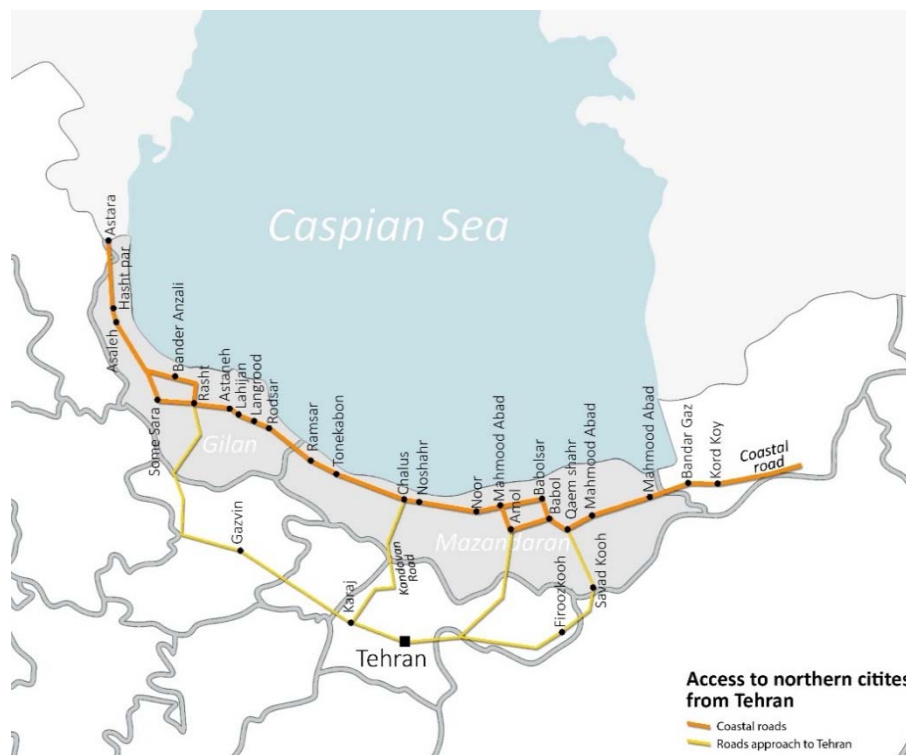 Caspian Sea
Astara
Hasht par
Asaleh
Bander Anzali
Some Sara
Rasht
Astaneh
Lahijan
Langrood
Rodsar
Gilan
Ramsar
Tonekabon
Chalus
Noshahr
Noor
Mahmood Abad
Amol
Babolsar
Babol
Qaem shahr
Mahmood Abad
Mahmood Abad
Bandar Gaz
Kord Koy
Coastal
road
Mazandaran
Gazvin
Karaj
Kandovan
Road
Tehran
Firoozkooh
Savad Kooh
Access to northern citites
from Tehran
Coastal roads
Roads approach to Tehran